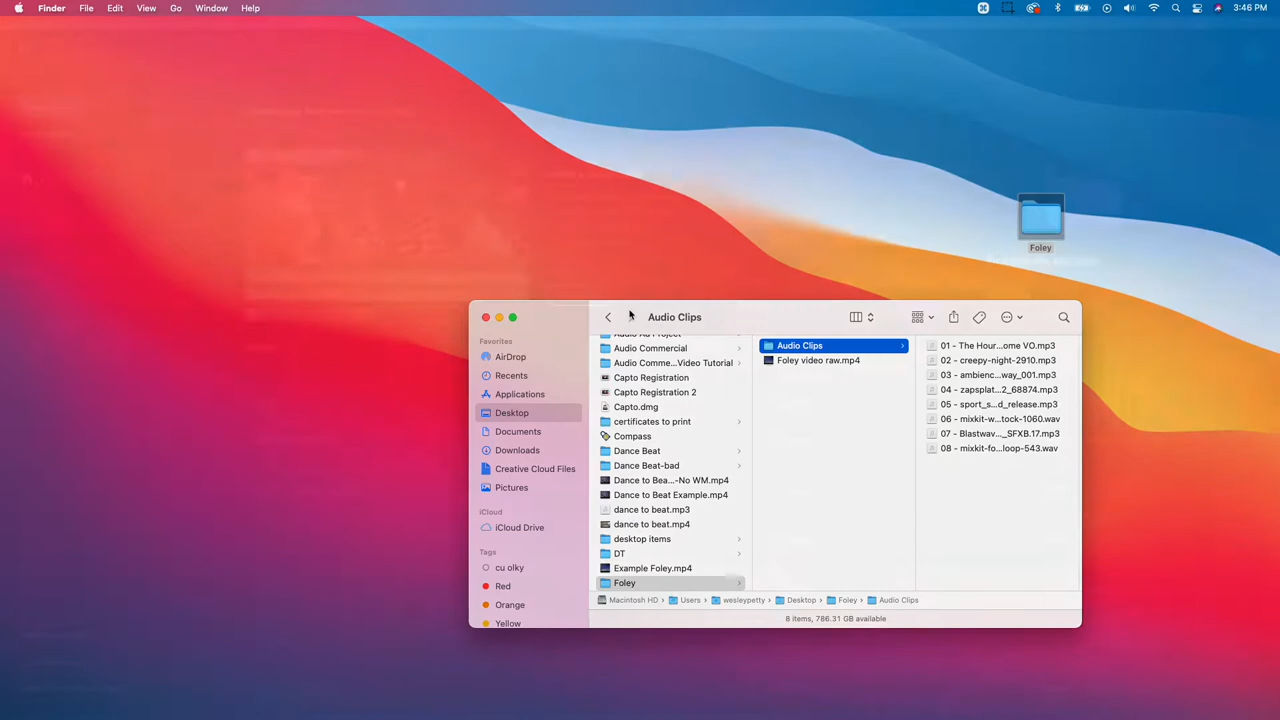 Finder File Edit View Go Window Help 3:46 PM
Foley
Audio Clips
Favorites
AirDrop
Recents
Applications
Desktop
Documents
Downloads
Creative Cloud Files
Pictures
iCloud
iCloud Drive
Tags
cu olky
Red
Orange
Yellow
Audio Ad Project
Audio Commercial
Audio Comme...Video Tutorial
Capto Registration
Capto Registration 2
Capto.dmg
certificates to print
Compass
Dance Beat
Dance Beat-bad
Dance to Bea...-No WM.mp4
Dance to Beat Example.mp4
dance to beat.mp3
dance to beat.mp4
desktop items
DT
Example Foley.mp4
Foley
Audio Clips
Foley video raw.mp4
01 - The Hour...ome VO.mp3
02 - creepy-night-2910.mp3
03 - ambienc...way_001.mp3
04 - zapsplat...2_68874.mp3
05 - sport_s...d_release.mp3
06 - mixkit-w...tock-1060.wav
07 - Blastwav..._SFXB.17.mp3
08 - mixkit-fo...loop-543.wav
Macintosh HD › Users › wesleypetty › Desktop › Foley › Audio Clips
8 items, 786.31 GB available